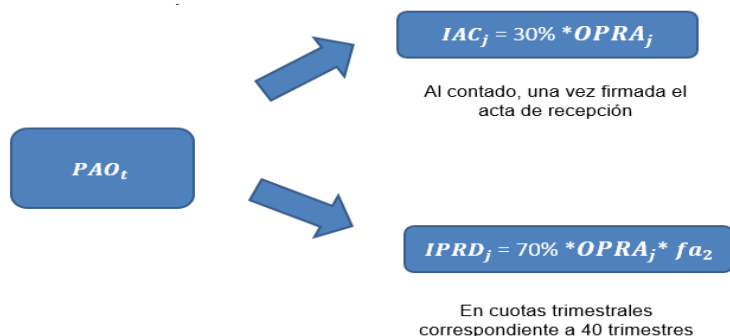 IAC_j = 30% *OPRA_j
Al contado, una vez firmada el
acta de recepción
PAO_t
IPRD_j = 70% *OPRA_j* fa_2
En cuotas trimestrales
correspondiente a 40 trimestres